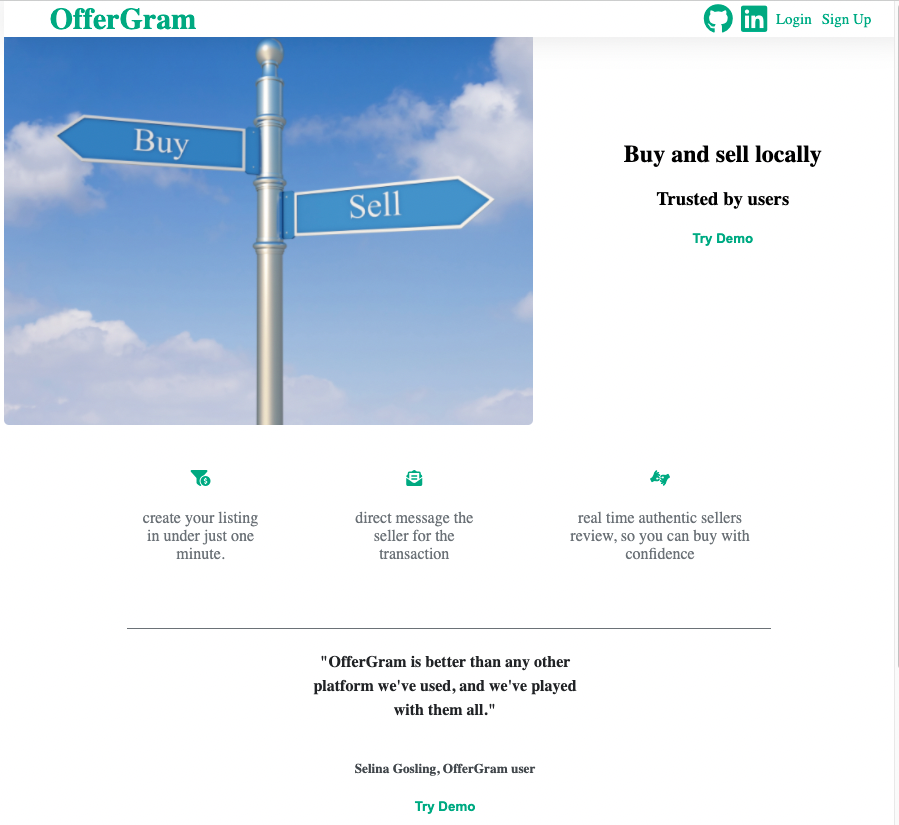 OfferGram
Login Sign Up
Buy
Sell
Buy and sell locally
Trusted by users
Try Demo
create your listing
in under just one
minute.
direct message the
seller for the
transaction
real time authentic sellers
review, so you can buy with
confidence
"OfferGram is better than any other
platform we've used, and we've played
with them all."
Selina Gosling, OfferGram user
Try Demo